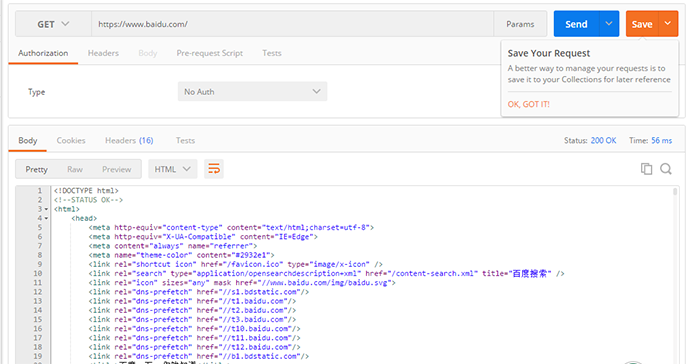 GET https://www.baidu.com/ Params Send Save
Authorization Headers Body Pre-request Script Tests
Save Your Request
A better way to manage your requests is to
save it to your Collections for later reference
OK, GOT IT!
Type No Auth
Body Cookies Headers (16) Tests Status: 200 OK Time: 56 ms
Pretty Raw Preview HTML
1 <!DOCTYPE html>
2 <!--STATUS OK-->
3 <html>
4 <head>
5 <meta http-equiv="content-type" content="text/html;charset=utf-8">
6 <meta http-equiv="X-UA-Compatible" content="IE=Edge">
7 <meta content="always" name="referrer">
8 <meta name="theme-color" content="#2932e1">
9 <link rel="shortcut icon" href="/favicon.ico" type="image/x-icon" />
10 <link rel="search" type="application/opensearchdescription+xml" href="/content-search.xml" title="百度搜索" />
11 <link rel="icon" sizes="any" mask href="//www.baidu.com/img/baidu.svg">
12 <link rel="dns-prefetch" href="//s1.bdstatic.com"/>
13 <link rel="dns-prefetch" href="//t1.baidu.com"/>
14 <link rel="dns-prefetch" href="//t2.baidu.com"/>
15 <link rel="dns-prefetch" href="//t3.baidu.com"/>
16 <link rel="dns-prefetch" href="//t10.baidu.com"/>
17 <link rel="dns-prefetch" href="//t11.baidu.com"/>
18 <link rel="dns-prefetch" href="//t12.baidu.com"/>
19 <link rel="dns-prefetch" href="//b1.bdstatic.com"/>